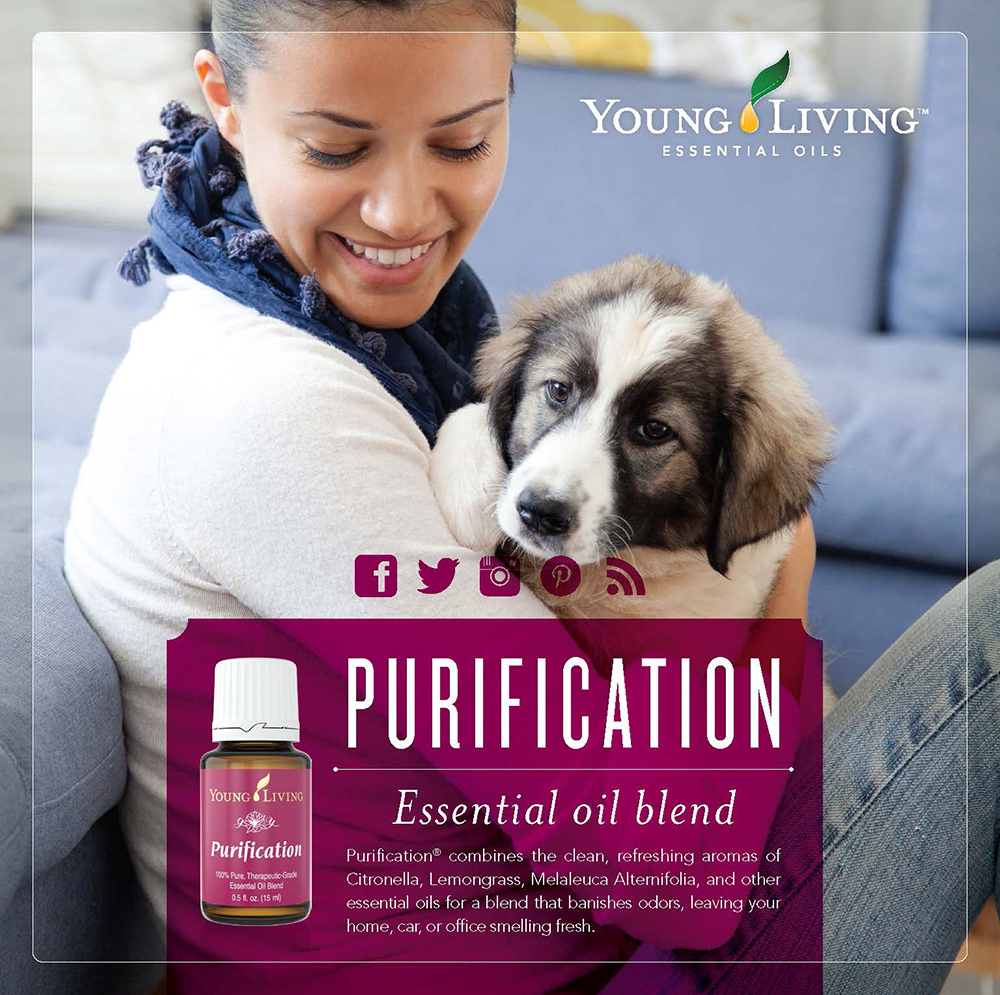 YOUNG LIVING™
ESSENTIAL OILS
PURIFICATION
Essential oil blend
Purification® combines the clean, refreshing aromas of
Citronella, Lemongrass, Melaleuca Alternifolia, and other
essential oils for a blend that banishes odors, leaving your
home, car, or office smelling fresh.
YOUNG LIVING
Purification
100% Pure, Therapeutic-Grade
Essential Oil Blend
0.5 fl. oz. (15 ml)